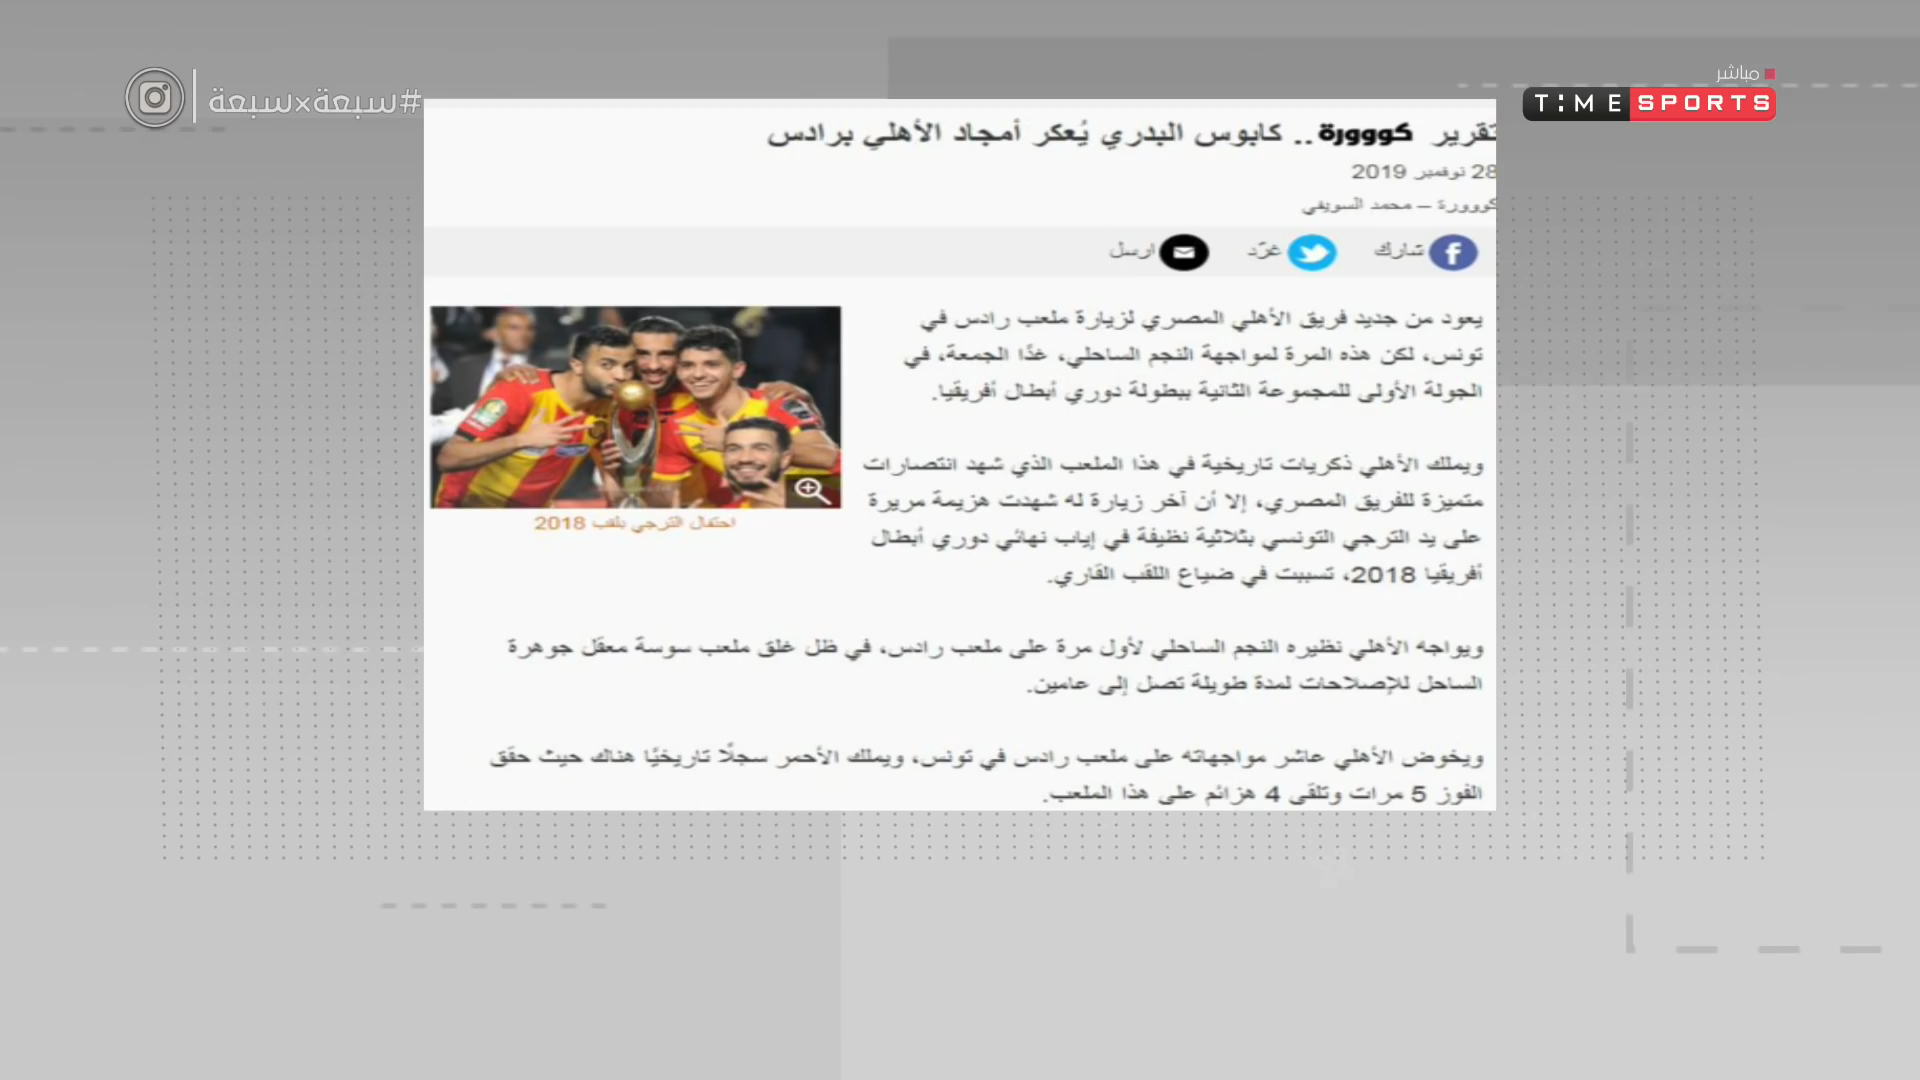 #سبعة×سبعة
مباشر
TIME SPORTS
تقرير كووورة.. كابوس البدري يُعكر أمجاد الأهلي برادس
28 نوفمبر 2019
كووورة – محمد السويفي
شارك
غرّد
ارسل
يعود من جديد فريق الأهلي المصري لزيارة ملعب رادس في
تونس، لكن هذه المرة لمواجهة النجم الساحلي، غدًا الجمعة، في
الجولة الأولى للمجموعة الثانية ببطولة دوري أبطال أفريقيا.
ويملك الأهلي ذكريات تاريخية في هذا الملعب الذي شهد انتصارات
متميزة للفريق المصري، إلا أن آخر زيارة له شهدت هزيمة مريرة
على يد الترجي التونسي بثلاثية نظيفة في إياب نهائي دوري أبطال
أفريقيا 2018، تسببت في ضياع اللقب القاري.
احتفال الترجي بلقب 2018
ويواجه الأهلي نظيره النجم الساحلي لأول مرة على ملعب رادس، في ظل غلق ملعب سوسة معقل جوهرة
الساحل للإصلاحات لمدة طويلة تصل إلى عامين.
ويخوض الأهلي عاشر مواجهاته على ملعب رادس في تونس، ويملك الأحمر سجلًا تاريخيًا هناك حيث حقق
الفوز 5 مرات وتلقى 4 هزائم على هذا الملعب.